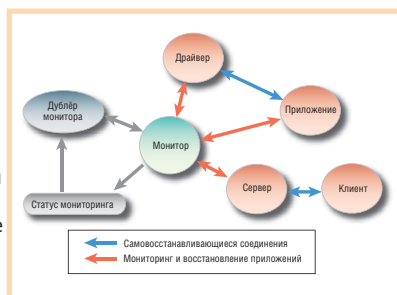 Драйвер
Дублёр
монитора
Приложение
Монитор
Статус мониторинга
Сервер
Клиент
Самовосстанавливающиеся соединения
Мониторинг и восстановление приложений